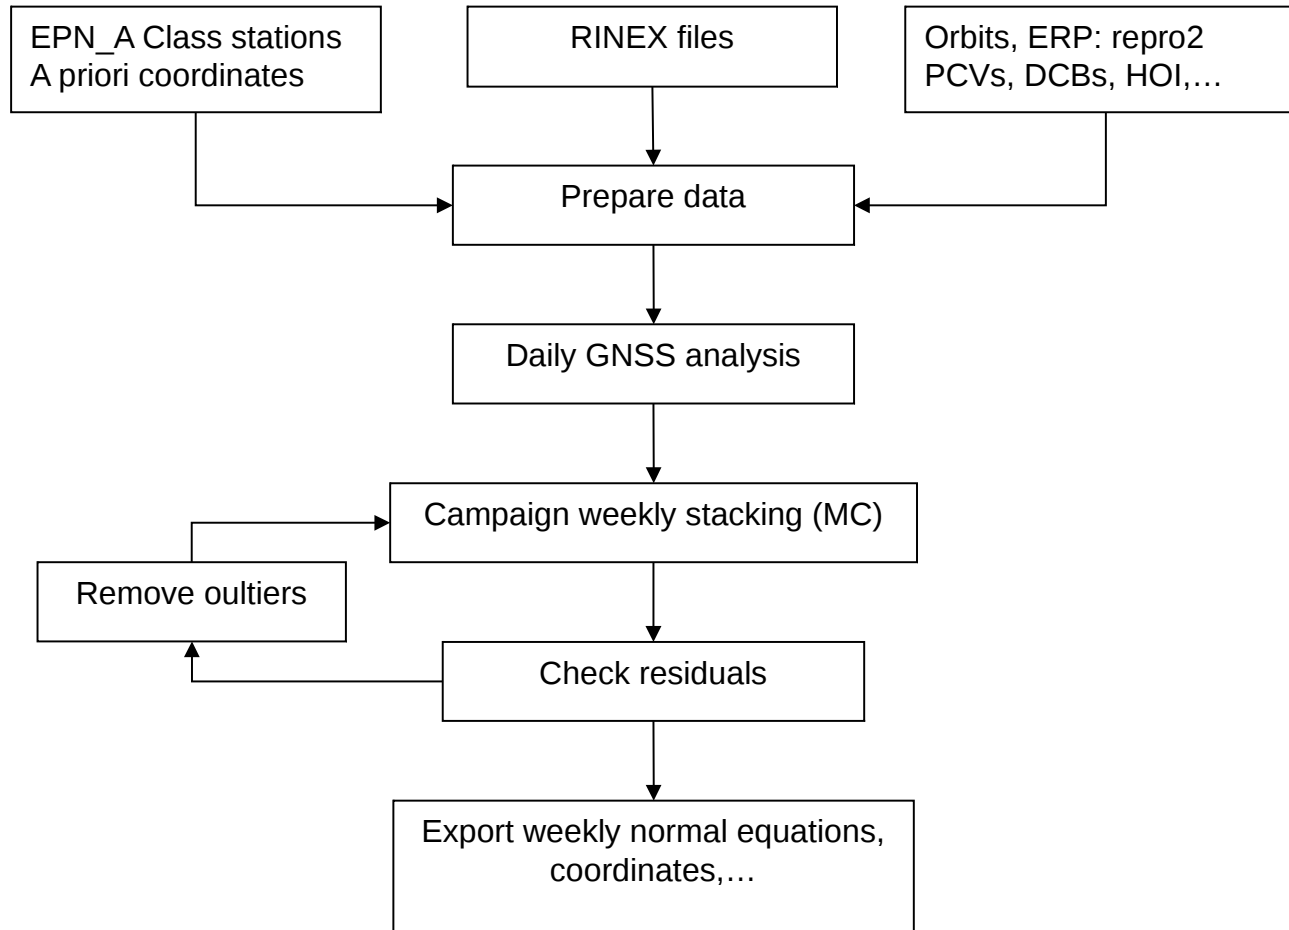 EPN_A Class stations
A priori coordinates
RINEX files
Orbits, ERP: repro2
PCVs, DCBs, HOI,…
Prepare data
Daily GNSS analysis
Campaign weekly stacking (MC)
Remove oultiers
Check residuals
Export weekly normal equations,
coordinates,…